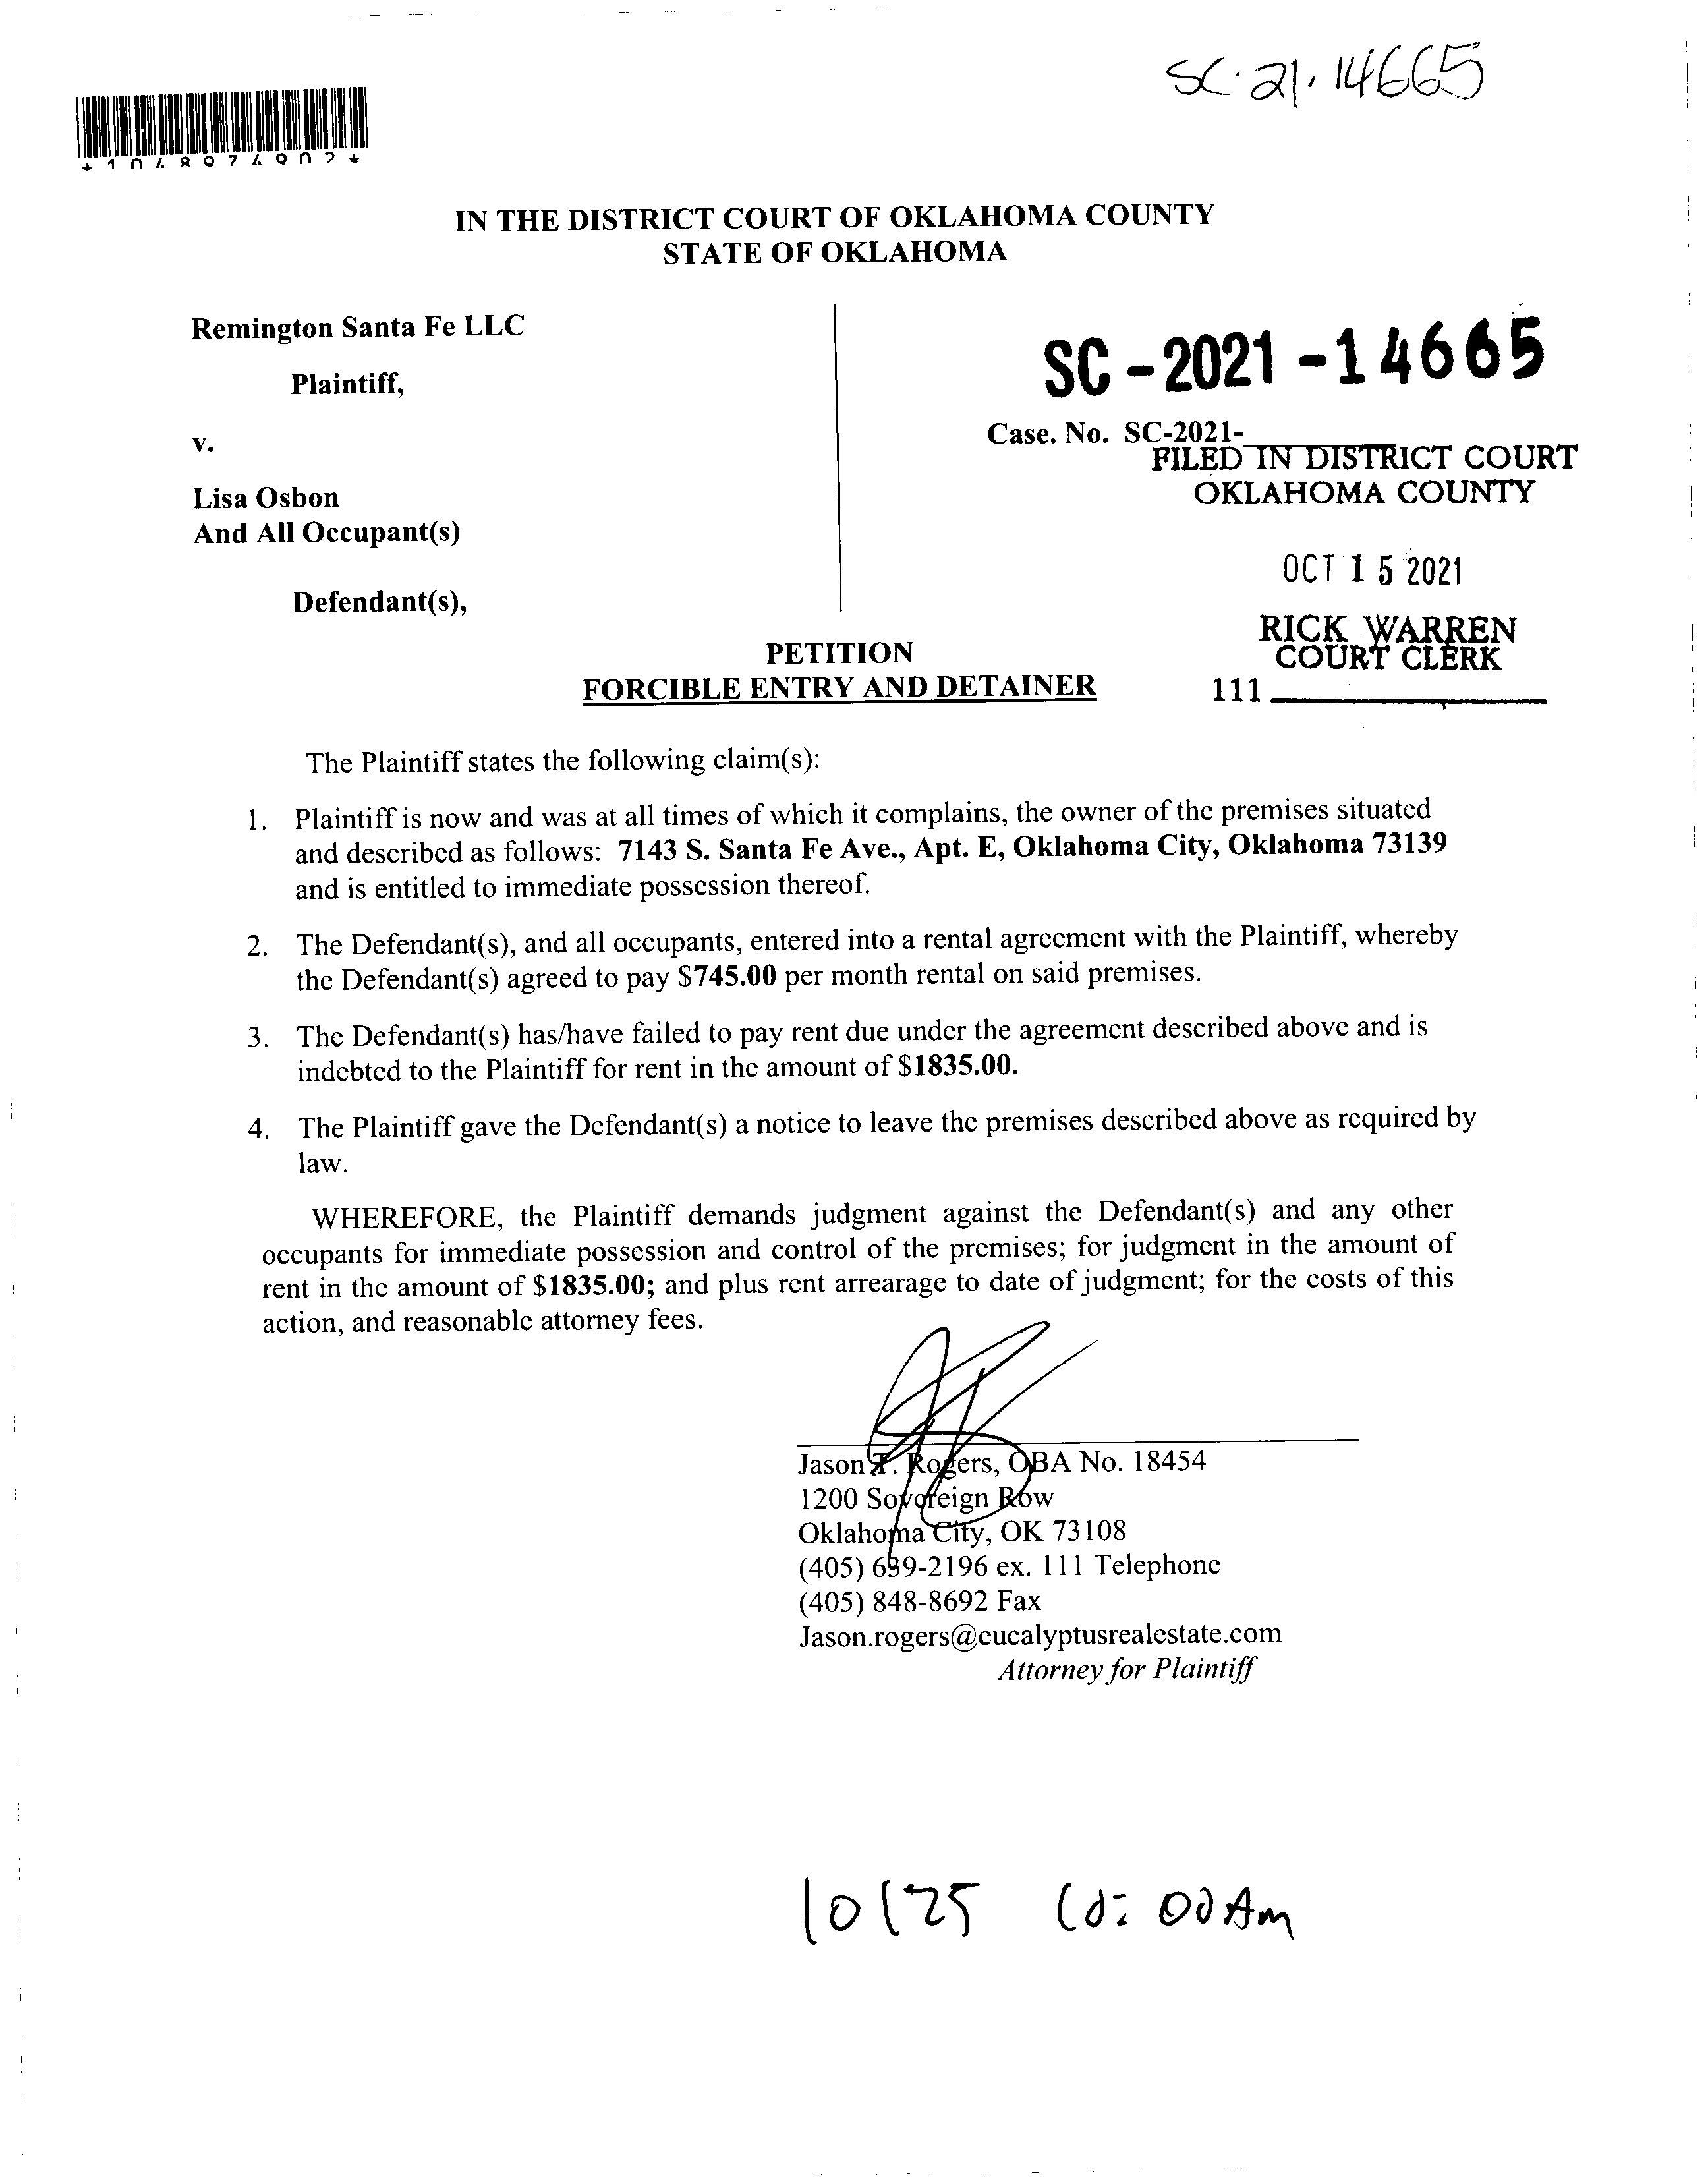 SC-21-14665
IN THE DISTRICT COURT OF OKLAHOMA COUNTY
STATE OF OKLAHOMA
Remington Santa Fe LLC
Plaintiff,
v.
Lisa Osbon
And All Occupant(s)
Defendant(s),
SC-2021-14665
Case. No. SC-2021-
FILED IN DISTRICT COURT
OKLAHOMA COUNTY
OCT 15 2021
RICK WARREN
COURT CLERK
111
PETITION
FORCIBLE ENTRY AND DETAINER
The Plaintiff states the following claim(s):
1. Plaintiff is now and was at all times of which it complains, the owner of the premises situated
and described as follows: 7143 S. Santa Fe Ave., Apt. E, Oklahoma City, Oklahoma 73139
and is entitled to immediate possession thereof.
2. The Defendant(s), and all occupants, entered into a rental agreement with the Plaintiff, whereby
the Defendant(s) agreed to pay $745.00 per month rental on said premises.
3. The Defendant(s) has/have failed to pay rent due under the agreement described above and is
indebted to the Plaintiff for rent in the amount of $1835.00.
4. The Plaintiff gave the Defendant(s) a notice to leave the premises described above as required by
law.
WHEREFORE, the Plaintiff demands judgment against the Defendant(s) and any other
occupants for immediate possession and control of the premises; for judgment in the amount of
rent in the amount of $1835.00; and plus rent arrearage to date of judgment; for the costs of this
action, and reasonable attorney fees.
Jason T. Rogers, OBA No. 18454
1200 Sovereign Row
Oklahoma City, OK 73108
(405) 639-2196 ex. 111 Telephone
(405) 848-8692 Fax
Jason.rogers@eucalyptusrealestate.com
Attorney for Plaintiff
10/25 10:00 Am